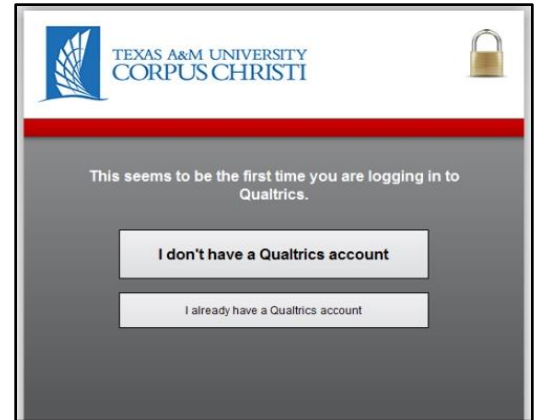 TEXAS A&M UNIVERSITY
CORPUS CHRISTI
This seems to be the first time you are logging in to
Qualtrics.
I don't have a Qualtrics account
I already have a Qualtrics account